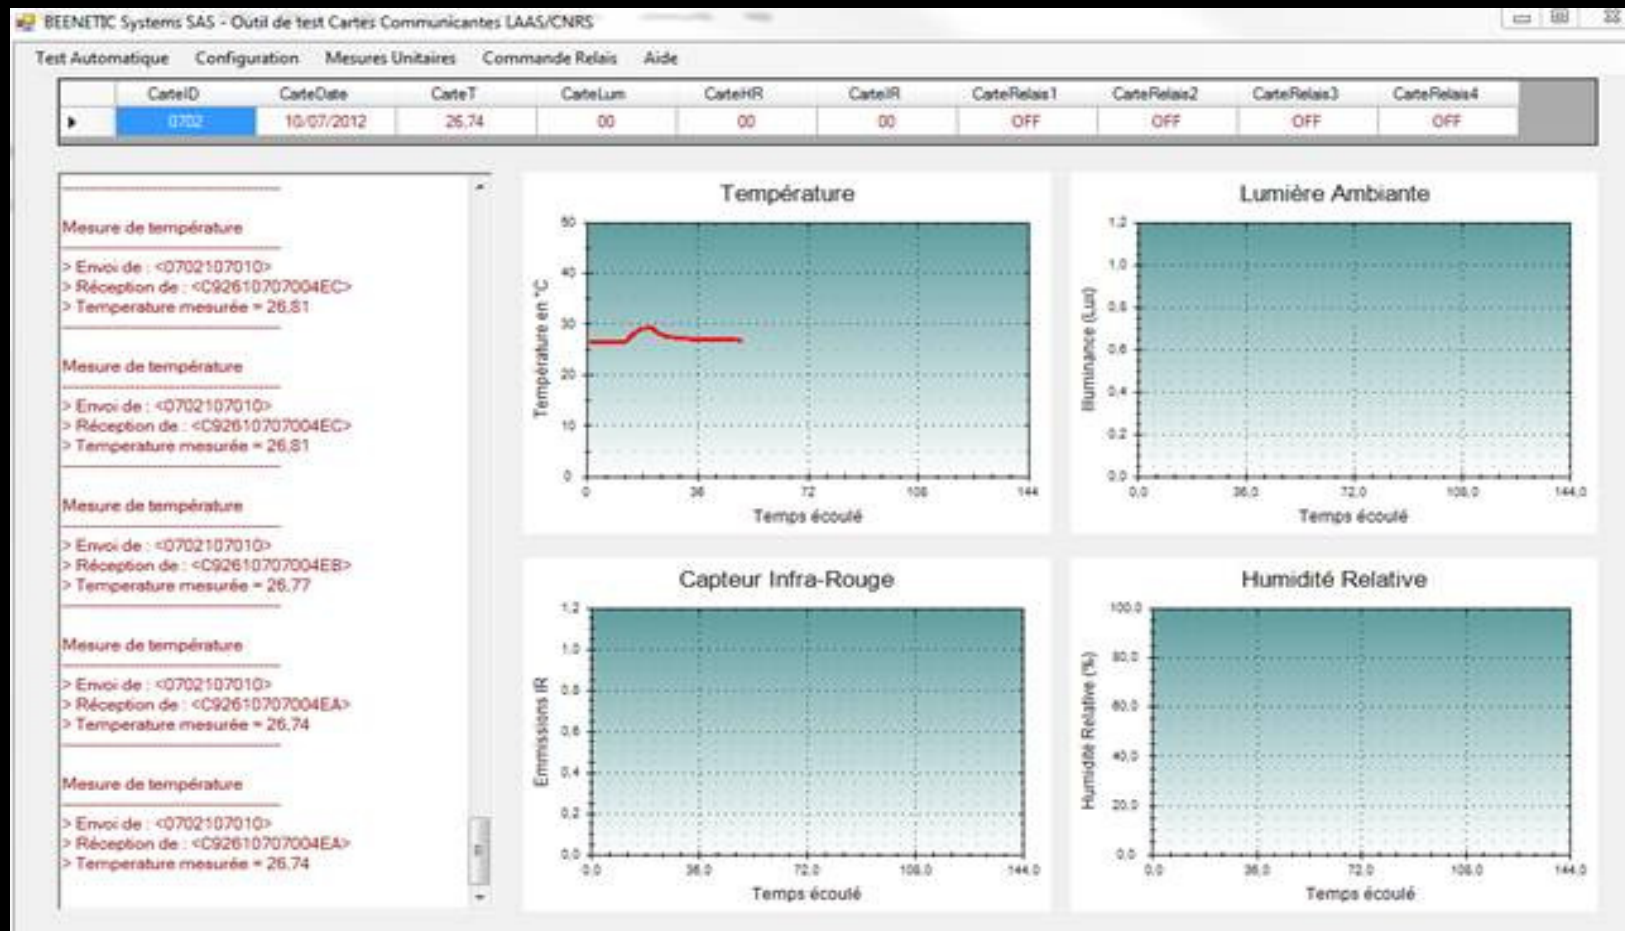 BEENETIC Systems SAS - Outil de test Cartes Communicantes LAAS/CNRS
Test Automatique Configuration Mesures Unitaires Commande Relais Aide
CarteID CarteDate CarteT CarteLum CarteHR CarteIR CarteRelais1 CarteRelais2 CarteRelais3 CarteRelais4
0702 10/07/2012 26,74 00 00 00 OFF OFF OFF OFF
Mesure de température
> Envoi de : <0702107010>
> Réception de : <C92610707004EC>
> Temperature mesurée = 26,81
Mesure de température
> Envoi de : <0702107010>
> Réception de : <C92610707004EC>
> Temperature mesurée = 26,81
Mesure de température
> Envoi de : <0702107010>
> Réception de : <C92610707004EB>
> Temperature mesurée = 26,77
Mesure de température
> Envoi de : <0702107010>
> Réception de : <C92610707004EA>
> Temperature mesurée = 26,74
Mesure de température
> Envoi de : <0702107010>
> Réception de : <C92610707004EA>
> Temperature mesurée = 26,74
Température
Température en °C
50
40
30
20
10
0
0 36 72 108 144
Temps écoulé
Lumière Ambiante
Illuminance (Lux)
1,2
1,0
0,8
0,6
0,4
0,2
0,0
0,0 36,0 72,0 108,0 144,0
Temps écoulé
Capteur Infra-Rouge
Emmissions IR
1,2
1,0
0,8
0,6
0,4
0,2
0,0
0,0 36,0 72,0 108,0 144,0
Temps écoulé
Humidité Relative
Humidité Relative (%)
100,0
80,0
60,0
40,0
20,0
0,0
0,0 36,0 72,0 108,0 144,0
Temps écoulé